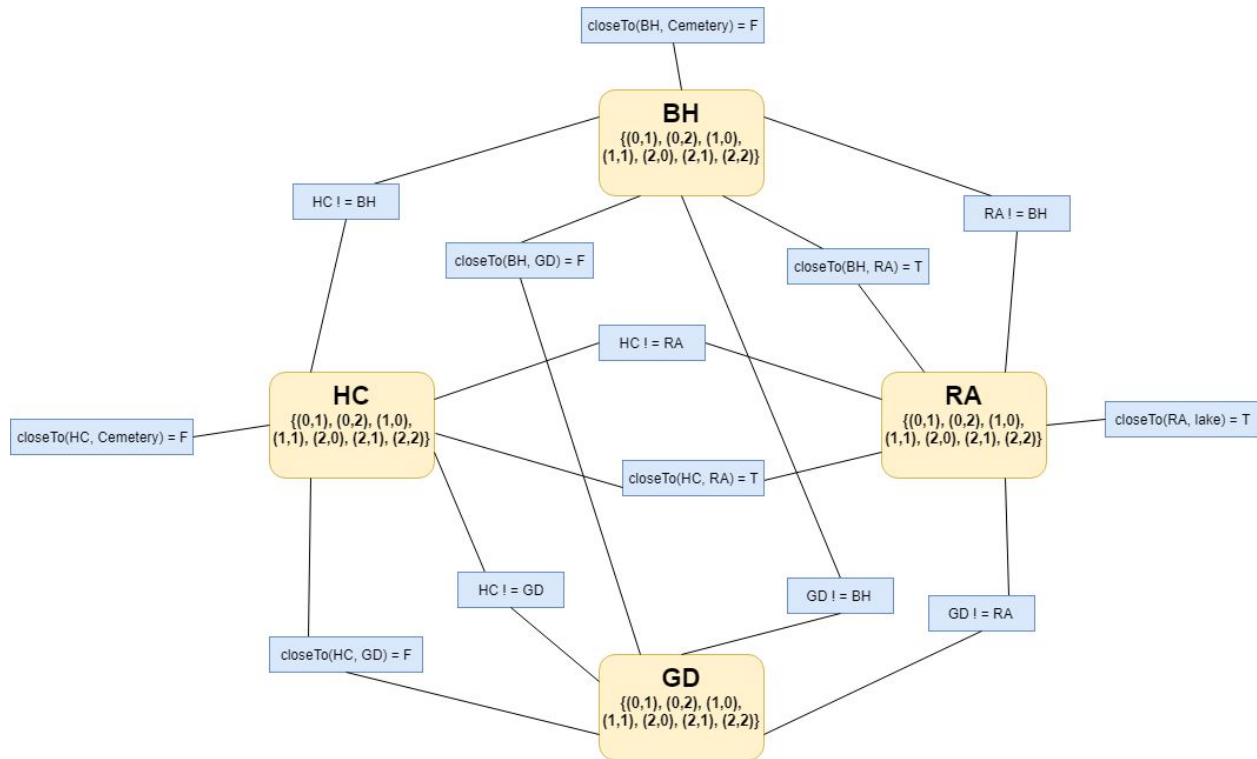 closeTo(BH, Cemetery) = F
BH
{(0,1), (0,2), (1,0),
(1,1), (2,0), (2,1), (2,2)}
HC ! = BH
RA ! = BH
closeTo(BH, GD) = F
closeTo(BH, RA) = T
HC ! = RA
HC
{(0,1), (0,2), (1,0),
(1,1), (2,0), (2,1), (2,2)}
RA
{(0,1), (0,2), (1,0),
(1,1), (2,0), (2,1), (2,2)}
closeTo(HC, Cemetery) = F
closeTo(RA, lake) = T
closeTo(HC, RA) = T
HC ! = GD
GD ! = BH
GD ! = RA
closeTo(HC, GD) = F
GD
{(0,1), (0,2), (1,0),
(1,1), (2,0), (2,1), (2,2)}